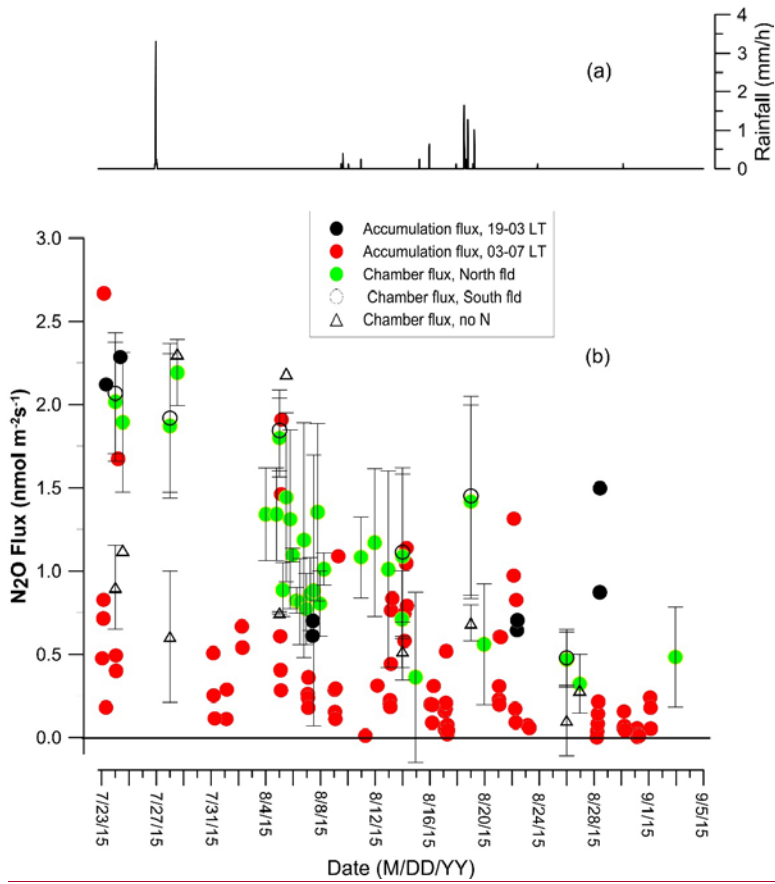 4
3
2
1
0
Rainfall (mm/h)
(a)
Accumulation flux, 19-03 LT
Accumulation flux, 03-07 LT
Chamber flux, North fld
Chamber flux, South fld
Chamber flux, no N
(b)
3.0
2.5
2.0
1.5
1.0
0.5
0.0
N2O Flux (nmol m-2s-1)
7/23/15
7/27/15
7/31/15
8/4/15
8/8/15
8/12/15
8/16/15
8/20/15
8/24/15
8/28/15
9/1/15
9/5/15
Date (M/DD/YY)